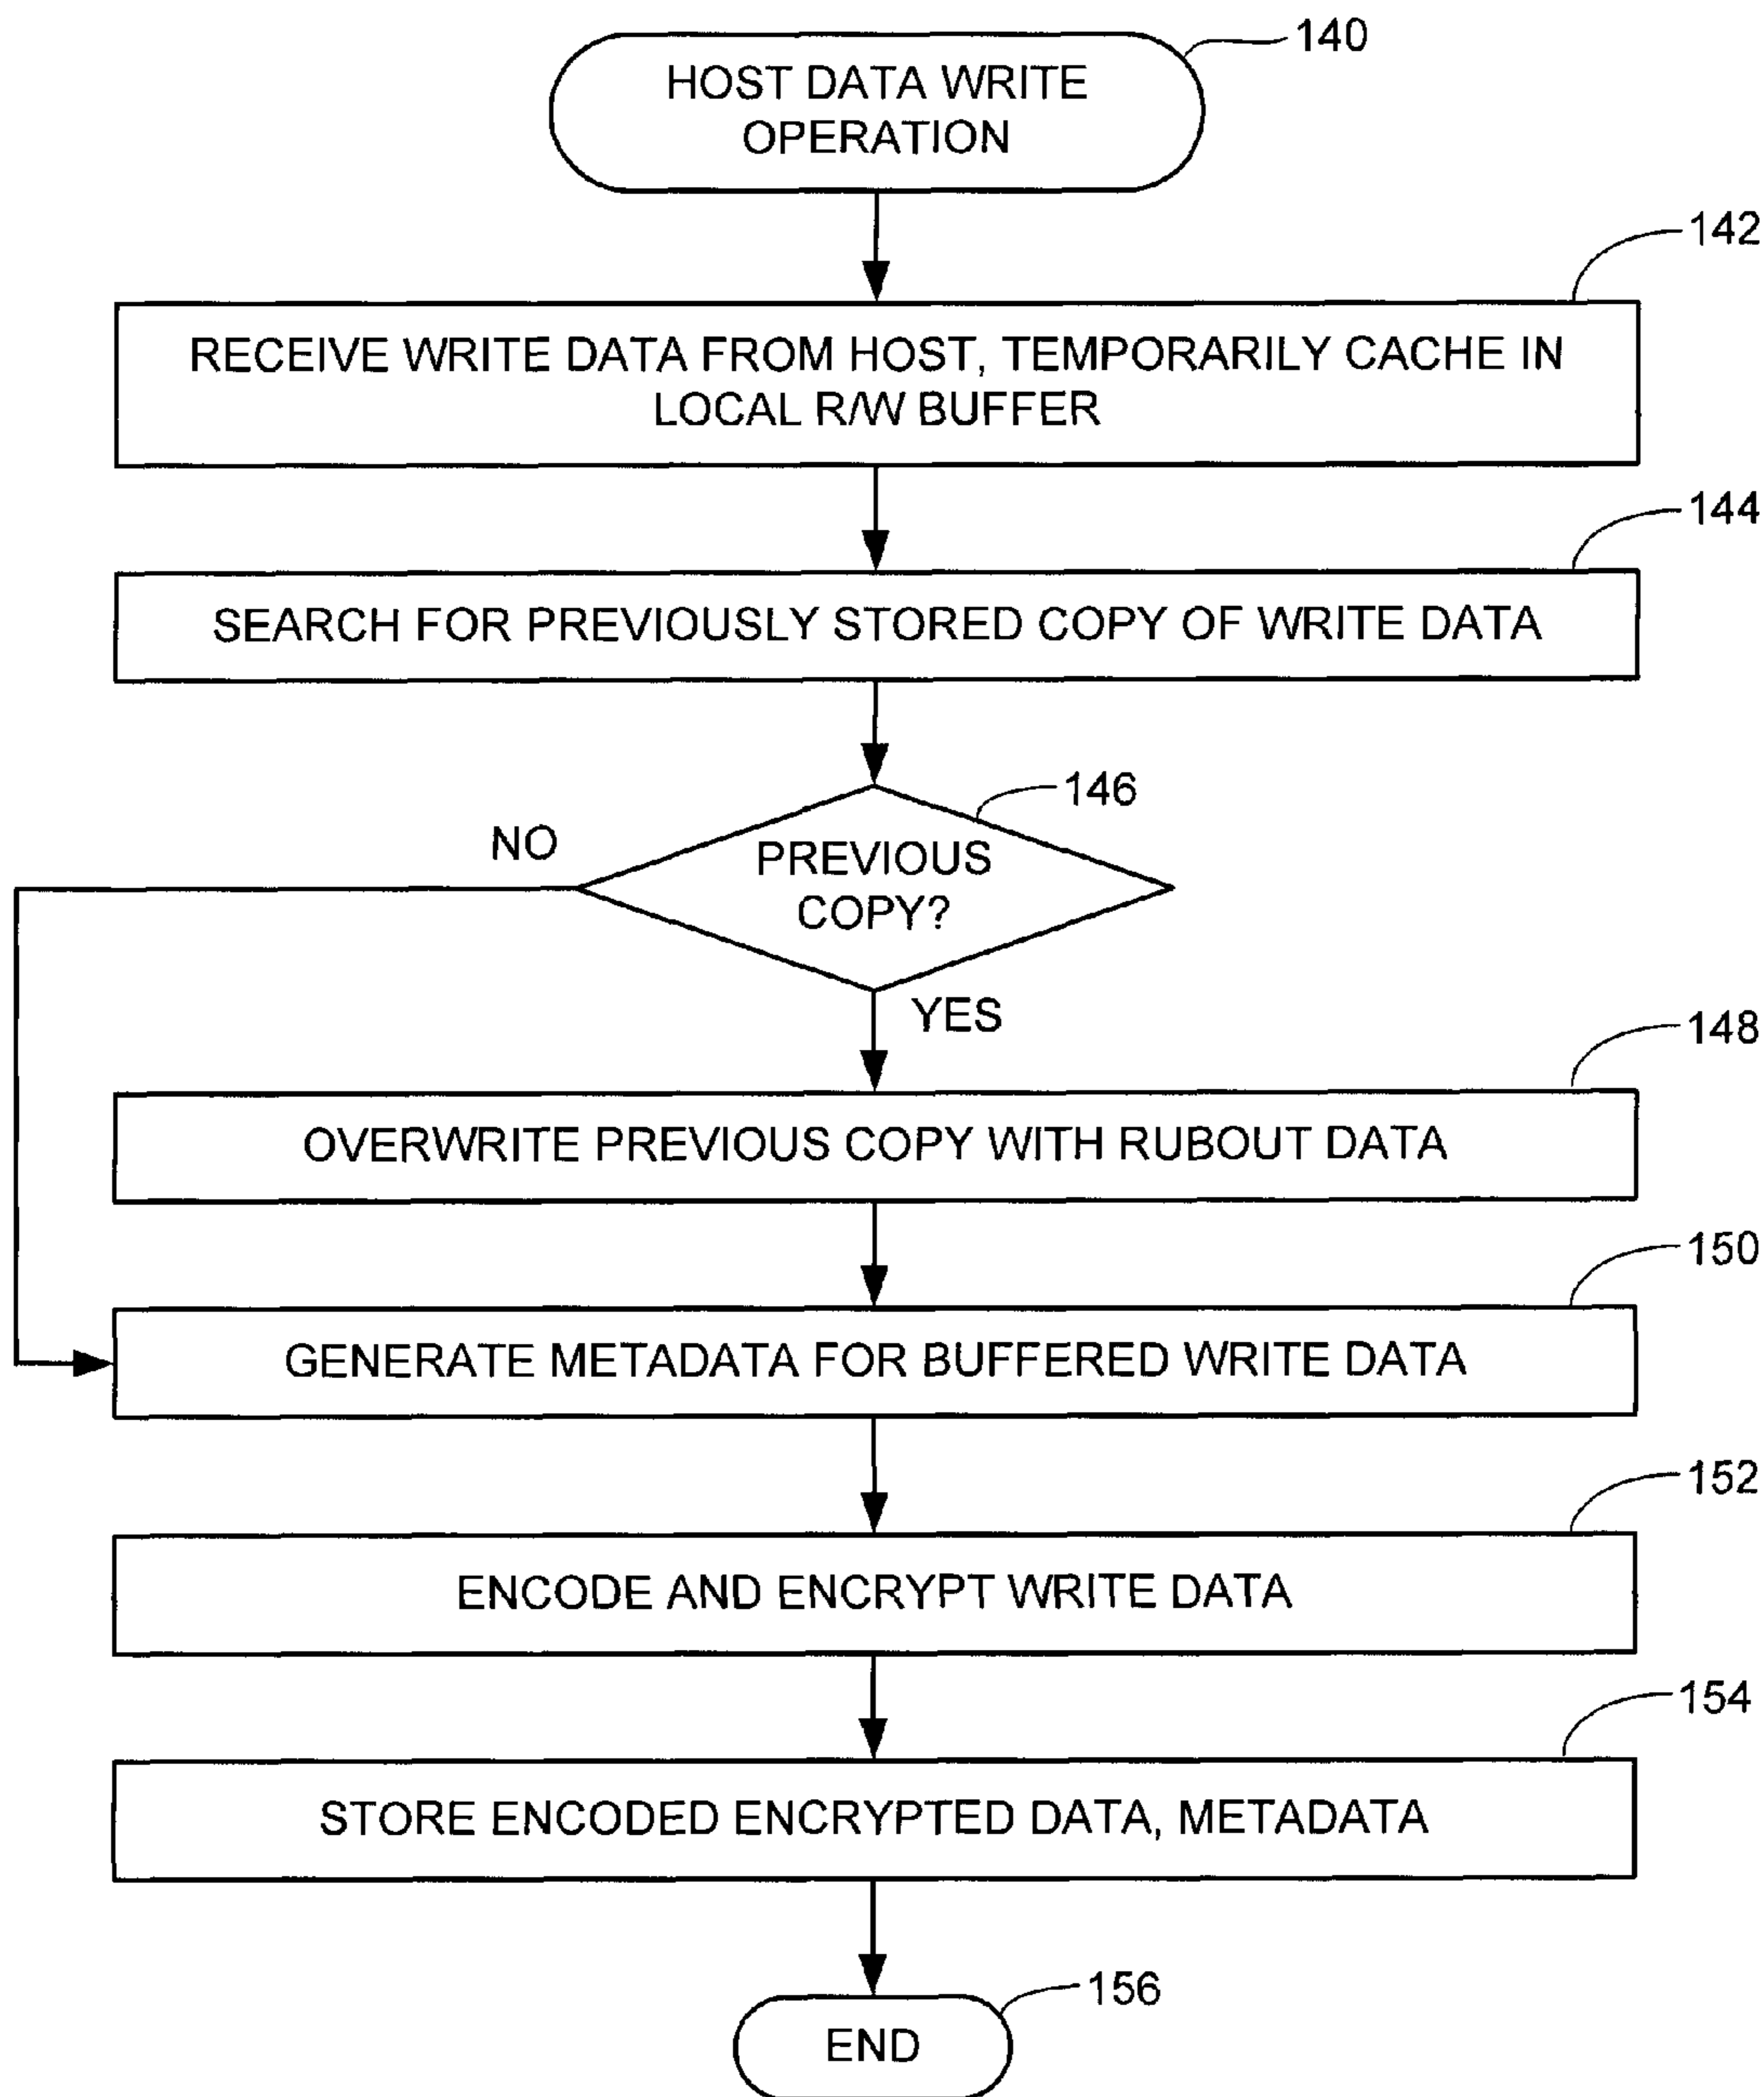 HOST DATA WRITE
OPERATION
140
142
RECEIVE WRITE DATA FROM HOST, TEMPORARILY CACHE IN
LOCAL R/W BUFFER
144
SEARCH FOR PREVIOUSLY STORED COPY OF WRITE DATA
146
NO
PREVIOUS
COPY?
YES
148
OVERWRITE PREVIOUS COPY WITH RUBOUT DATA
150
GENERATE METADATA FOR BUFFERED WRITE DATA
152
ENCODE AND ENCRYPT WRITE DATA
154
STORE ENCODED ENCRYPTED DATA, METADATA
156
END